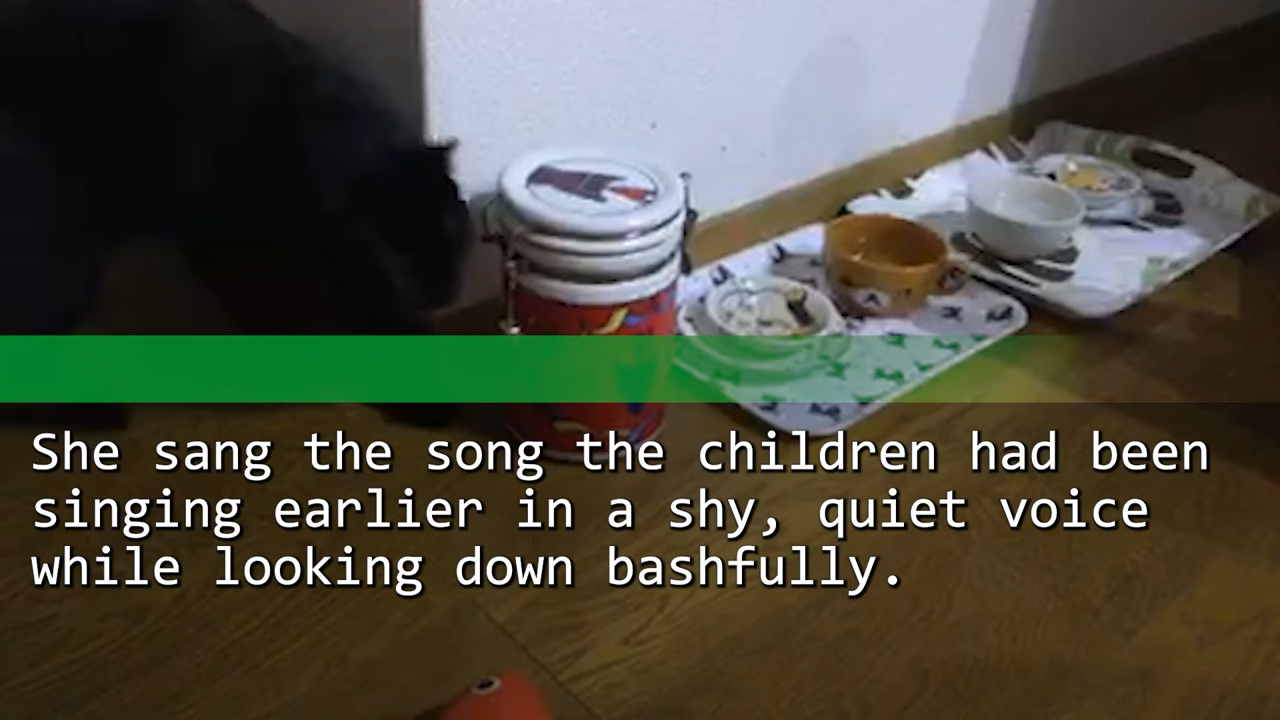 She sang the song the children had been
singing earlier in a shy, quiet voice
while looking down bashfully.